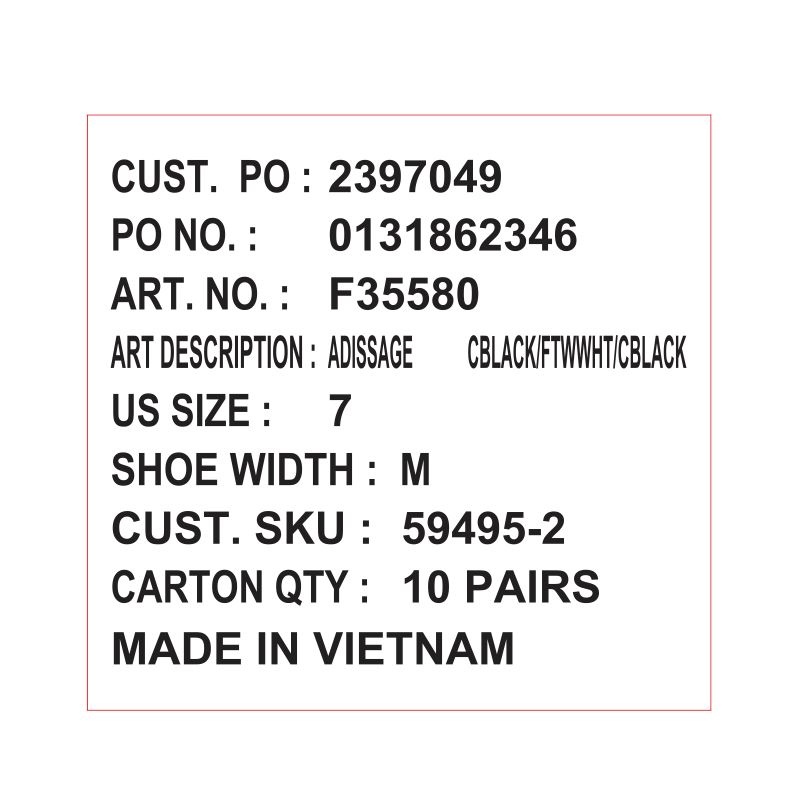 CUST. PO : 2397049
PO NO. : 0131862346
ART. NO. : F35580
ART DESCRIPTION : ADISSAGE CBLACK/FTWWHT/CBLACK
US SIZE : 7
SHOE WIDTH : M
CUST. SKU : 59495-2
CARTON QTY : 10 PAIRS
MADE IN VIETNAM